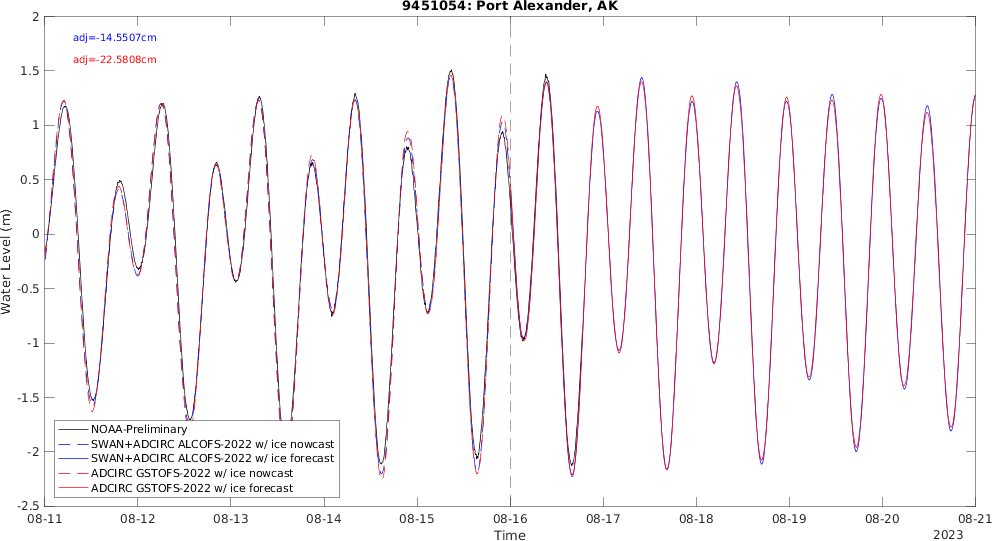 9451054: Port Alexander, AK
adj=-14.5507cm
adj=-22.5808cm
2
1.5
1
0.5
0
-0.5
-1
-1.5
-2
-2.5
Water Level (m)
NOAA-Preliminary
SWAN+ADCIRC ALCOFS-2022 w/ ice nowcast
SWAN+ADCIRC ALCOFS-2022 w/ ice forecast
ADCIRC GSTOFS-2022 w/ ice nowcast
ADCIRC GSTOFS-2022 w/ ice forecast
08-11 08-12 08-13 08-14 08-15 08-16 08-17 08-18 08-19 08-20 08-21
Time
2023